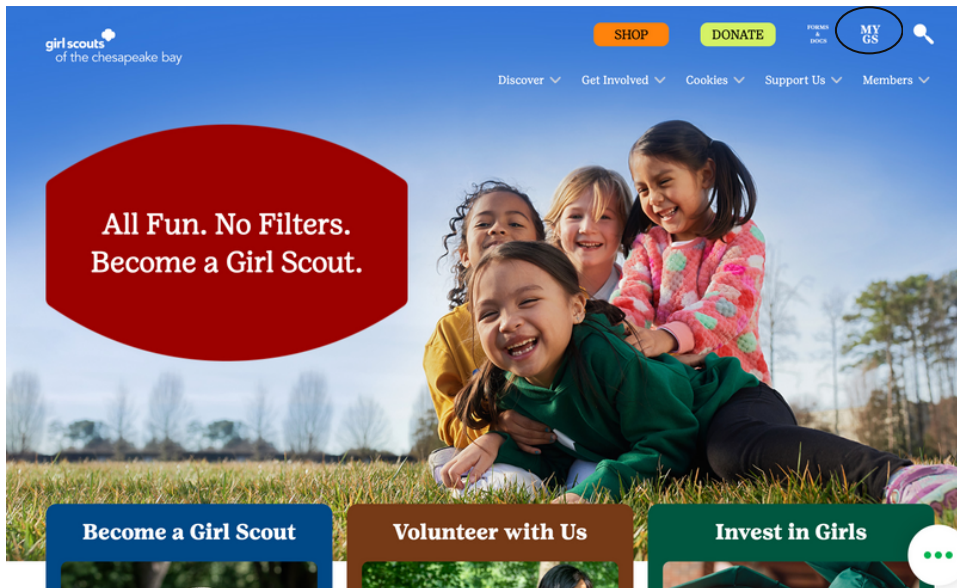 girl scouts
of the chesapeake bay
SHOP
DONATE
FORMS
&
DOCS
MY
GS
Discover
Get Involved
Cookies
Support Us
Members
All Fun. No Filters.
Become a Girl Scout.
Become a Girl Scout
Volunteer with Us
Invest in Girls